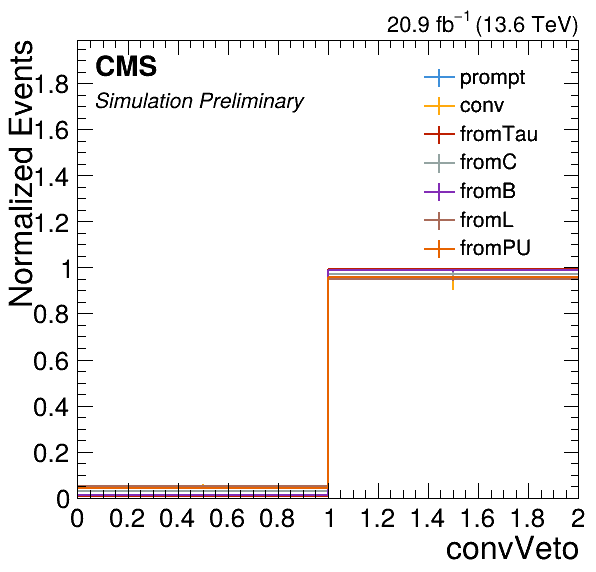 20.9 fb⁻¹ (13.6 TeV)
CMS
Simulation Preliminary
prompt
conv
fromTau
fromC
fromB
fromL
fromPU
Normalized Events
1.8
1.6
1.4
1.2
1
0.8
0.6
0.4
0.2
0
0 0.2 0.4 0.6 0.8 1 1.2 1.4 1.6 1.8 2
convVeto